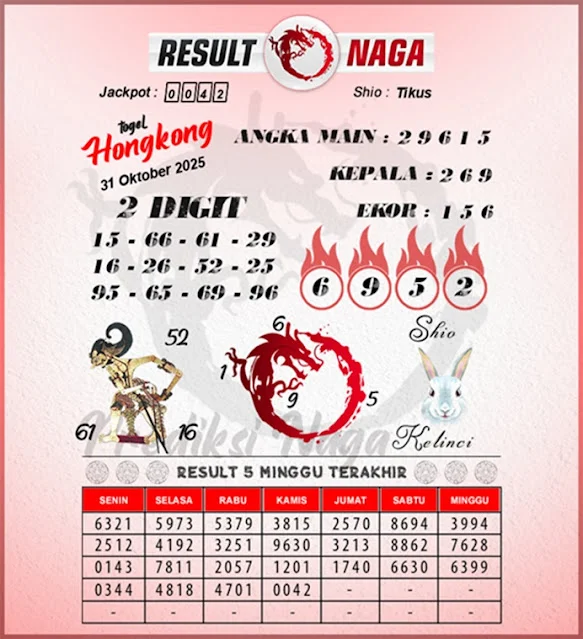 RESULT NAGA
Jackpot : 0042
Shio : Tikus
togel
Hongkong
31 Oktober 2025
ANGKA MAIN : 2 9 6 1 5
KEPALA : 2 6 9
EKOR : 1 5 6
2 DIGIT
15 - 66 - 61 - 29
16 - 26 - 52 - 25
95 - 65 - 69 - 96
6 9 5 2
52
61
16
6
1
9
5
Shio
Kelinci
Prediksi Naga
RESULT 5 MINGGU TERAKHIR
SENIN SELASA RABU KAMIS JUMAT SABTU MINGGU
6321 5973 5379 3815 2570 8694 3994
2512 4192 3251 9630 3213 8862 7628
0143 7811 2057 1201 1740 6630 6399
0344 4818 4701 0042 - - -
- - - - - - -